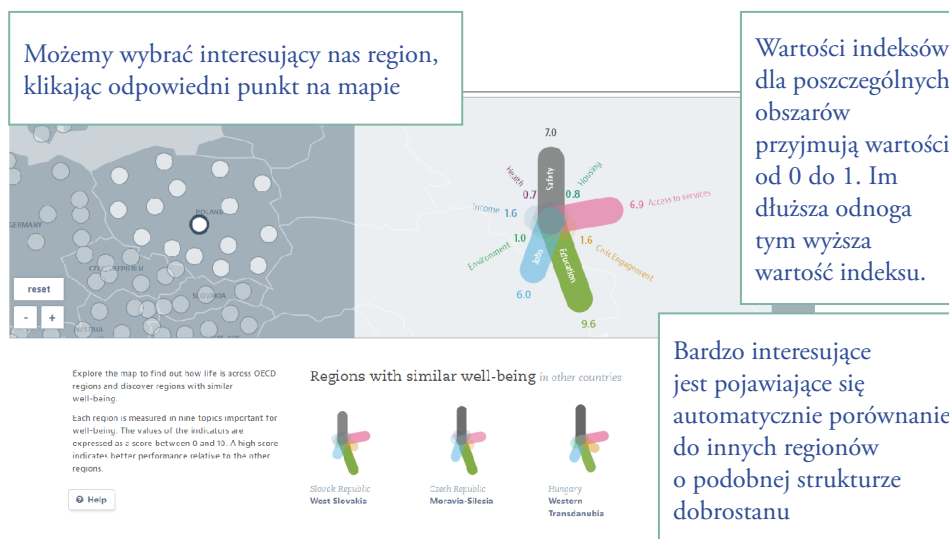 Możemy wybrać interesujący nas region,
klikając odpowiedni punkt na mapie
Wartości indeksów
dla poszczególnych
obszarów
przyjmują wartości
od 0 do 1. Im
dłuższa odnoga
tym wyższa
wartość indeksu.
GERMANY
POLAND
CZECH REPUBLIC
SLOVAKIA
AUSTRIA
reset
- +
7.0
Safety
Health
0.7
Housing
0.8
Income 1.6
6.9 Access to services
Environment
1.0
1.6
Civic Engagement
Jobs
6.0
Education
9.6
Bardzo interesujące
jest pojawiające się
automatycznie porównanie
do innych regionów
o podobnej strukturze
dobrostanu
Explore the map to find out how life is across OECD
regions and discover regions with similar
well-being.
Each region is measured in nine topics important for
well-being. The values of the indicators are
expressed as a score between 0 and 10. A high score
indicates better performance relative to the other
regions.
Help
Regions with similar well-being in other countries
Slovak Republic
West Slovakia
Czech Republic
Moravia-Silesia
Hungary
Western
Transdanubia